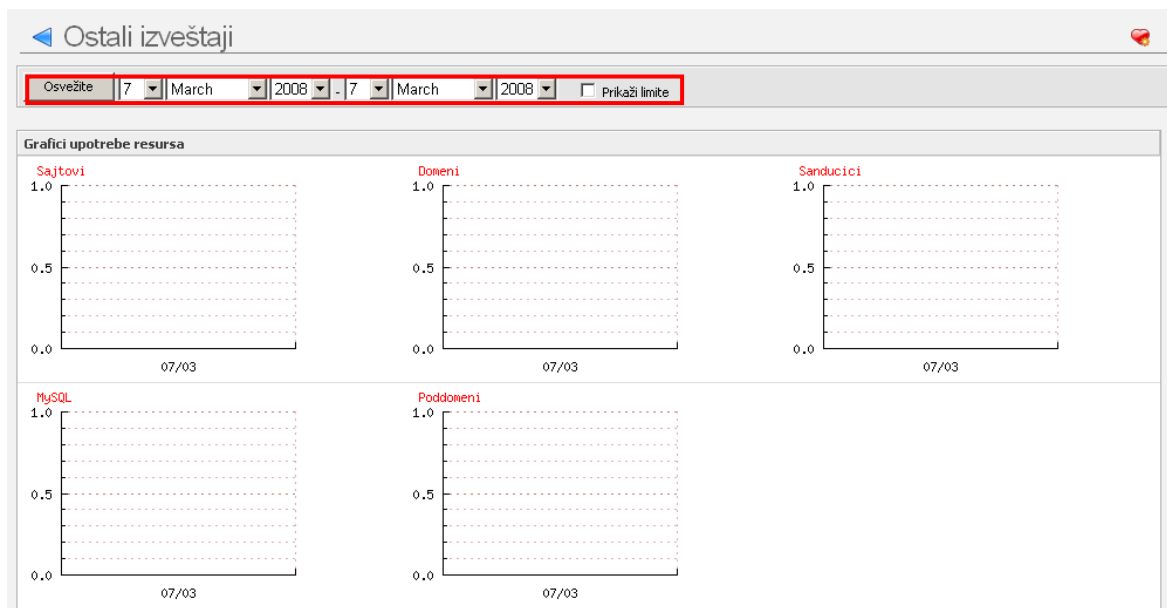 Ostali izveštaji
Osvežite 7 March 2008 - 7 March 2008 Prikaži limite
Grafici upotrebe resursa
Sajtovi Domeni Sanducici
1.0 1.0 1.0
0.5 0.5 0.5
0.0 0.0 0.0
07/03 07/03 07/03
MySQL Poddomeni
1.0 1.0
0.5 0.5
0.0 0.0
07/03 07/03